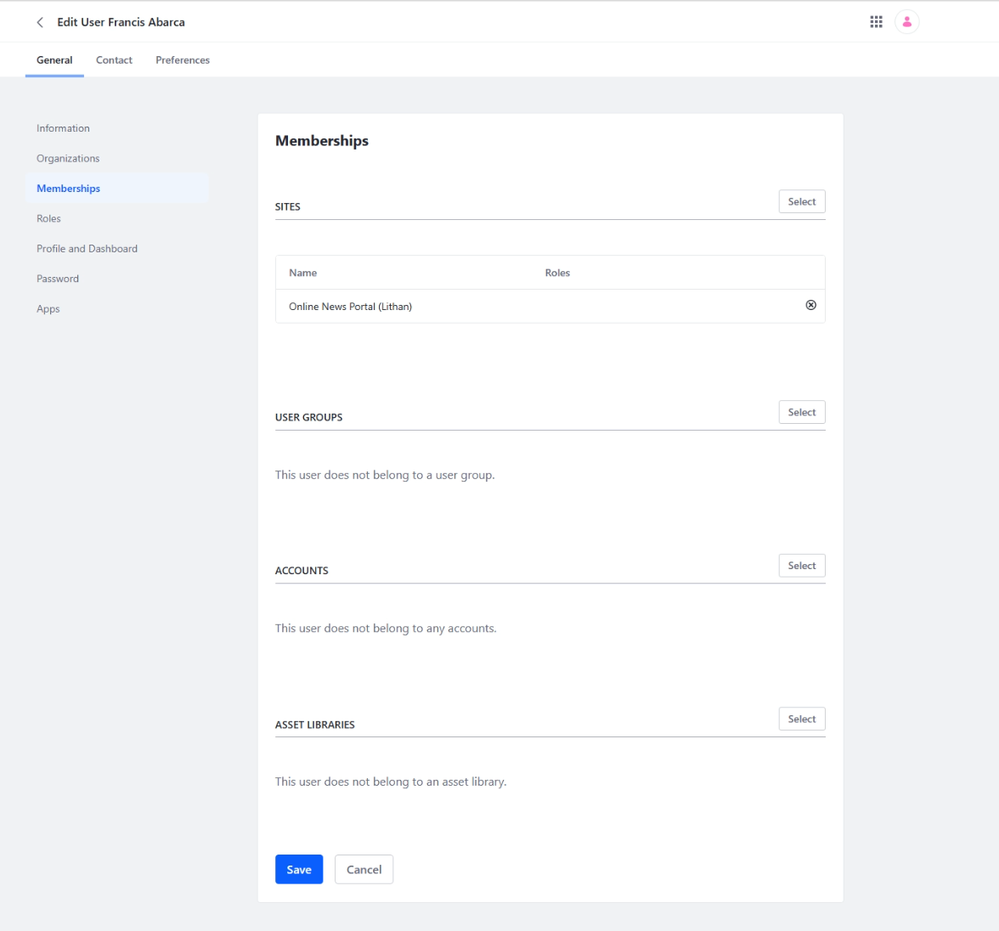 Edit User Francis Abarca
General Contact Preferences
Information
Organizations
Memberships
Roles
Profile and Dashboard
Password
Apps
Memberships
SITES Select
Name Roles
Online News Portal (Lithan)
USER GROUPS Select
This user does not belong to a user group.
ACCOUNTS Select
This user does not belong to any accounts.
ASSET LIBRARIES Select
This user does not belong to an asset library.
Save Cancel